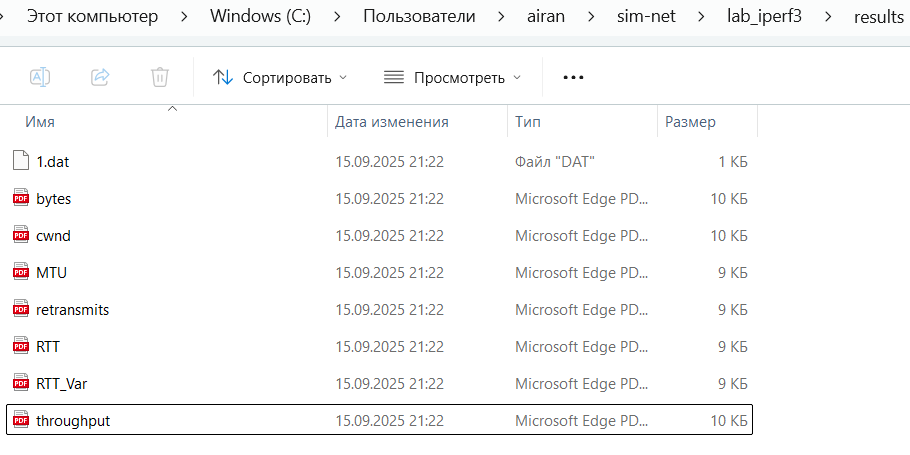 Этот компьютер > Windows (C:) > Пользователи > airan > sim-net > lab_iperf3 > results
Сортировать Просмотреть •••
Имя Дата изменения Тип Размер
1.dat 15.09.2025 21:22 Файл "DAT" 1 КБ
bytes 15.09.2025 21:22 Microsoft Edge PD... 10 КБ
cwnd 15.09.2025 21:22 Microsoft Edge PD... 10 КБ
MTU 15.09.2025 21:22 Microsoft Edge PD... 9 КБ
retransmits 15.09.2025 21:22 Microsoft Edge PD... 9 КБ
RTT 15.09.2025 21:22 Microsoft Edge PD... 9 КБ
RTT_Var 15.09.2025 21:22 Microsoft Edge PD... 9 КБ
throughput 15.09.2025 21:22 Microsoft Edge PD... 10 КБ